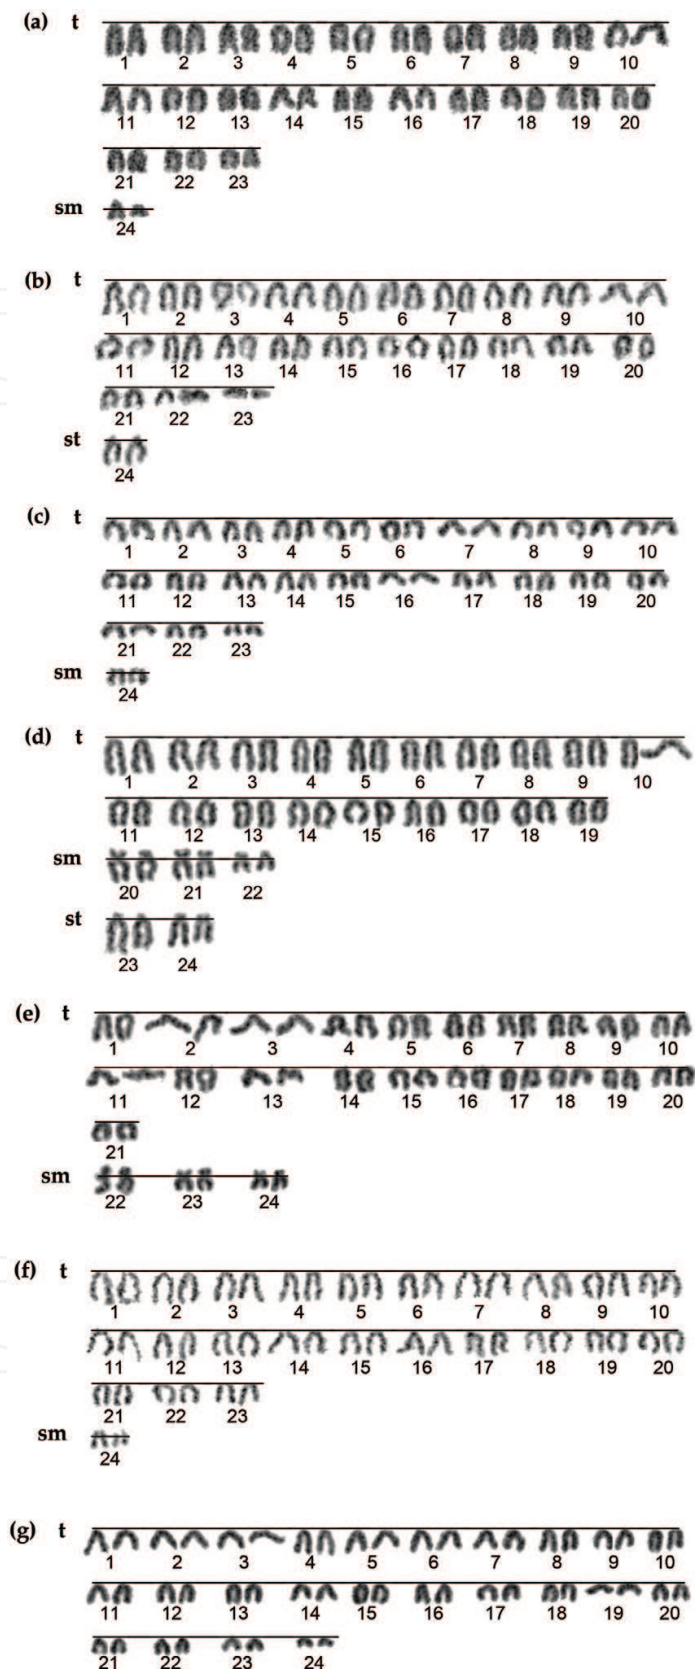 (a) t
1 2 3 4 5 6 7 8 9 10
11 12 13 14 15 16 17 18 19 20
21 22 23
sm
24
(b) t
1 2 3 4 5 6 7 8 9 10
11 12 13 14 15 16 17 18 19 20
21 22 23
st
24
(c) t
1 2 3 4 5 6 7 8 9 10
11 12 13 14 15 16 17 18 19 20
21 22 23
sm
24
(d) t
1 2 3 4 5 6 7 8 9 10
11 12 13 14 15 16 17 18 19
sm
20 21 22
st
23 24
(e) t
1 2 3 4 5 6 7 8 9 10
11 12 13 14 15 16 17 18 19 20
21
sm
22 23 24
(f) t
1 2 3 4 5 6 7 8 9 10
11 12 13 14 15 16 17 18 19 20
21 22 23
sm
24
(g) t
1 2 3 4 5 6 7 8 9 10
11 12 13 14 15 16 17 18 19 20
21 22 23 24